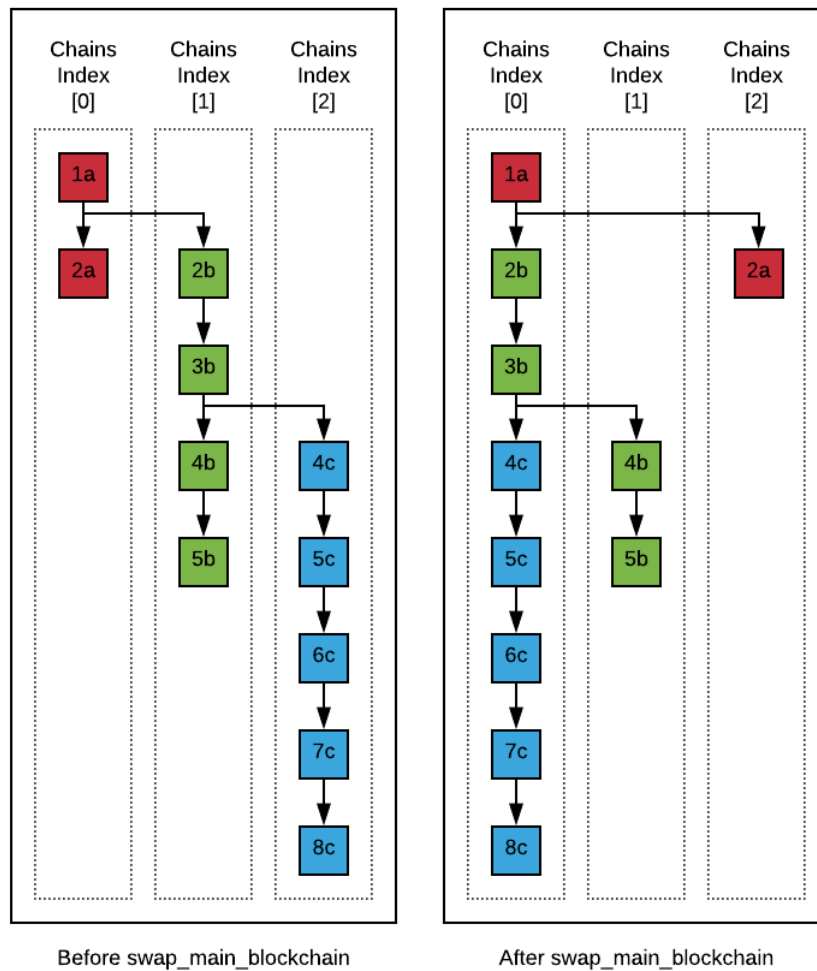 Chains
Index
[0]
Chains
Index
[1]
Chains
Index
[2]
1a
2a
2b
3b
4b
4c
5b
5c
6c
7c
8c
Before swap_main_blockchain
Chains
Index
[0]
Chains
Index
[1]
Chains
Index
[2]
1a
2b
2a
3b
4c
4b
5c
5b
6c
7c
8c
After swap_main_blockchain